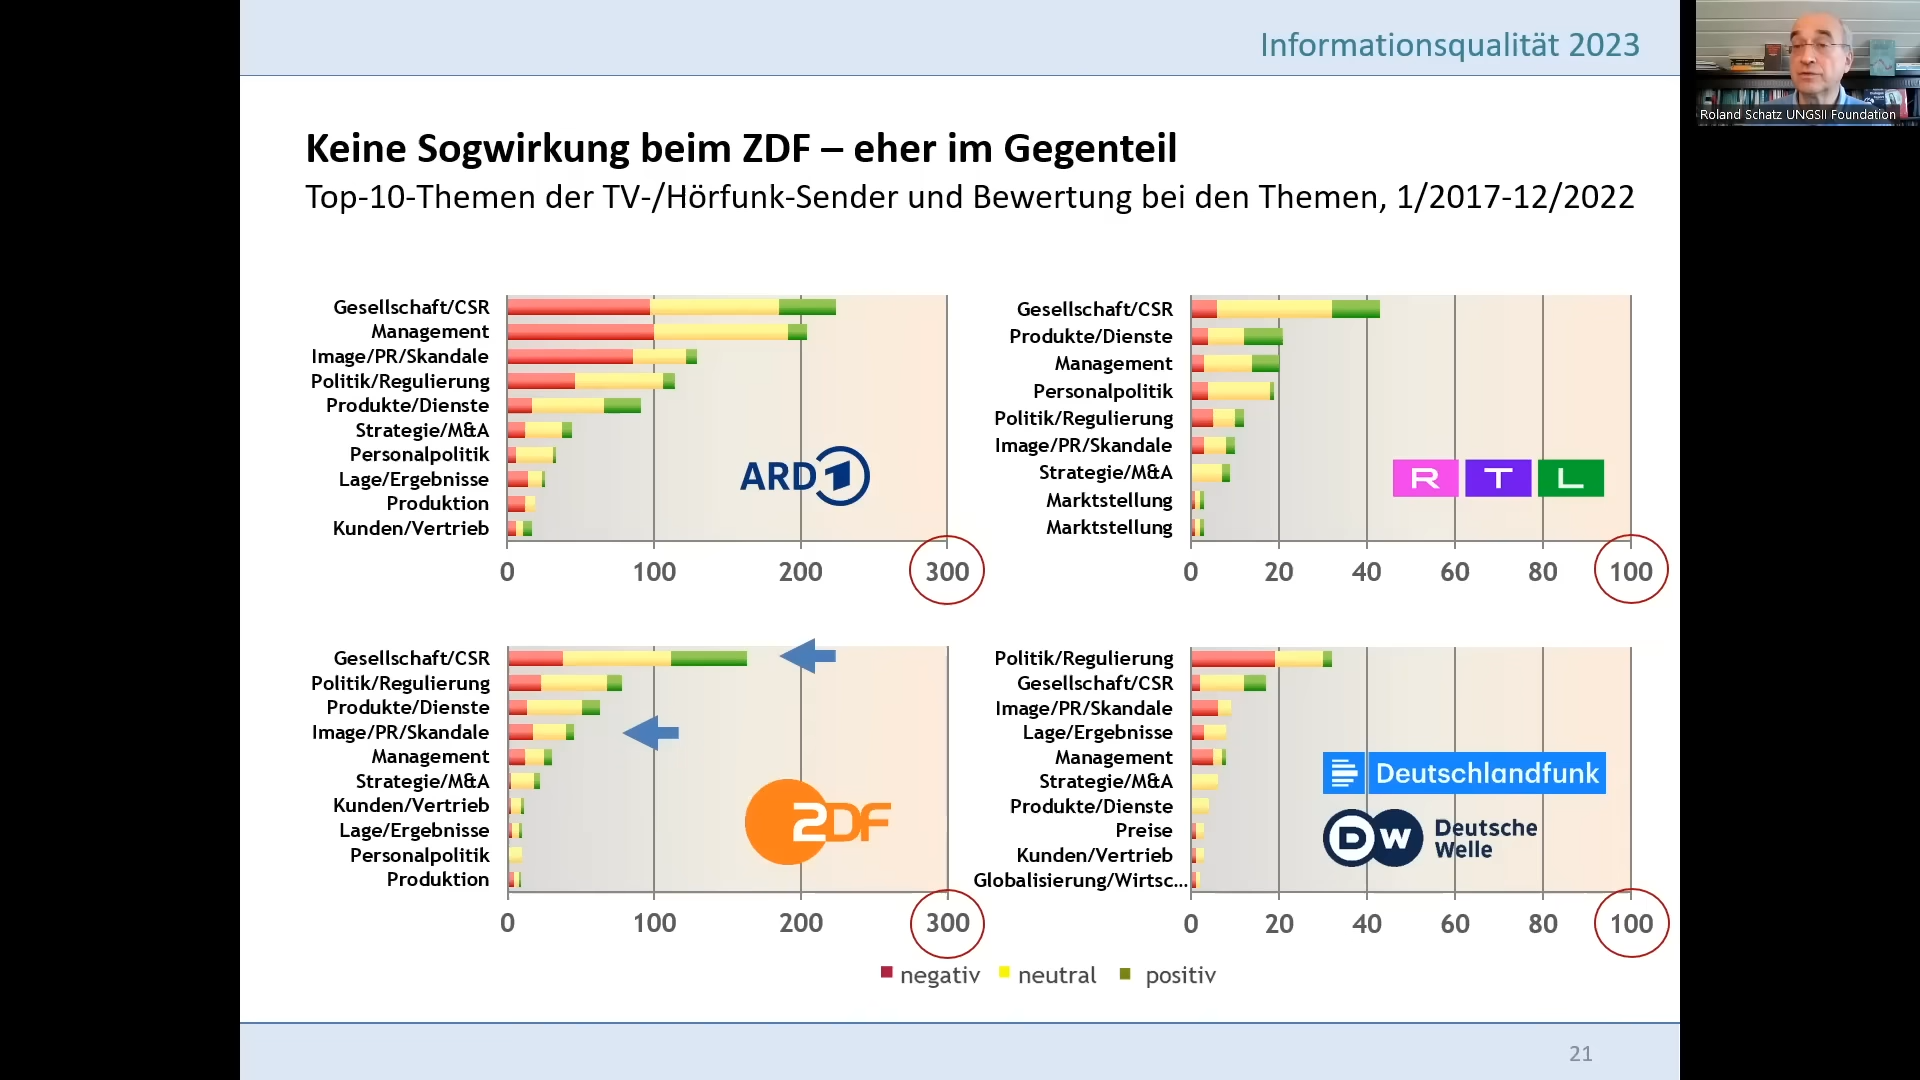 Informationsqualität 2023
Roland Schatz UNGSII Foundation
Keine Sogwirkung beim ZDF – eher im Gegenteil
Top-10-Themen der TV-/Hörfunk-Sender und Bewertung bei den Themen, 1/2017-12/2022
Gesellschaft/CSR
Management
Image/PR/Skandale
Politik/Regulierung
Produkte/Dienste
Strategie/M&A
Personalpolitik
Lage/Ergebnisse
Produktion
Kunden/Vertrieb
ARD 1
0 100 200 300
Gesellschaft/CSR
Produkte/Dienste
Management
Personalpolitik
Politik/Regulierung
Image/PR/Skandale
Strategie/M&A
Marktstellung
Marktstellung
R T L
0 20 40 60 80 100
Gesellschaft/CSR
Politik/Regulierung
Produkte/Dienste
Image/PR/Skandale
Management
Strategie/M&A
Kunden/Vertrieb
Lage/Ergebnisse
Personalpolitik
Produktion
ZDF
0 100 200 300
Politik/Regulierung
Gesellschaft/CSR
Image/PR/Skandale
Lage/Ergebnisse
Management
Strategie/M&A
Produkte/Dienste
Preise
Kunden/Vertrieb
Globalisierung/Wirtsc...
Deutschlandfunk
DW Deutsche
Welle
0 20 40 60 80 100
negativ neutral positiv
21